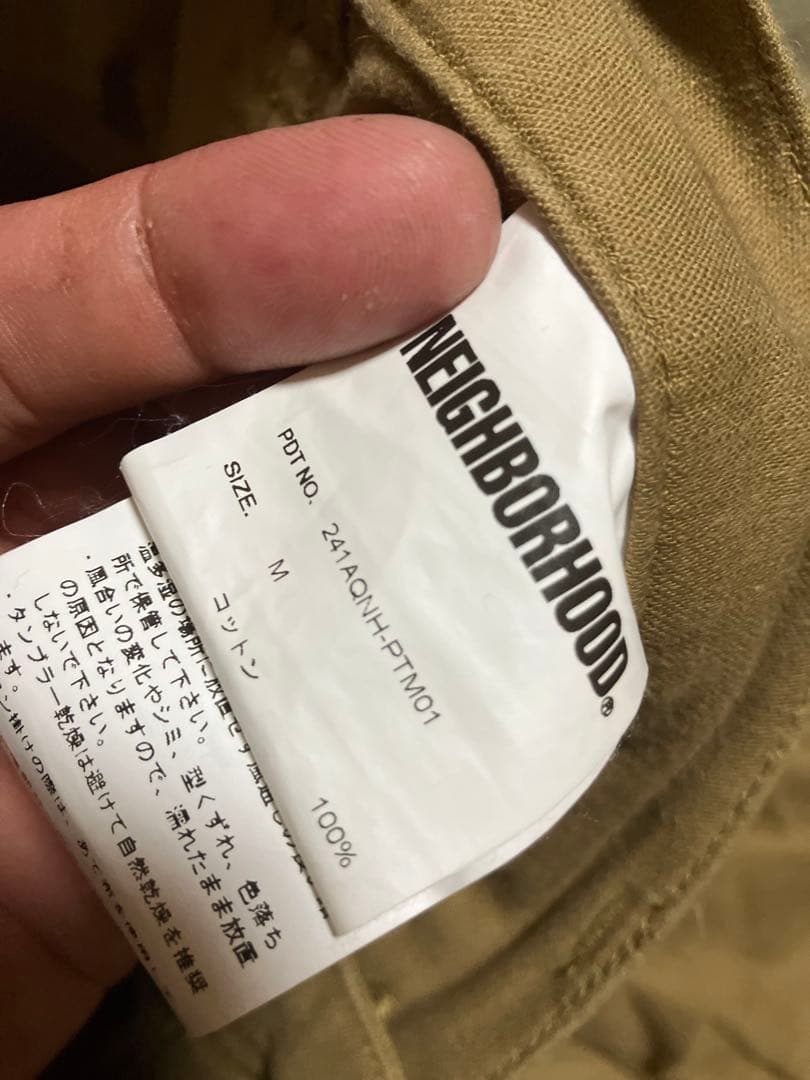 NEIGHBORHOOD®
PDT NO. 241AQNH-PTM01
SIZE. M
コットン 100%
所で保管して下さい。型くずれ、色落ち
風合いの変化やシミ、濡れたまま放置
の原因となりますので、
しないで下さい。
・タンブラー乾燥は避けて自然乾燥を推奨
ます。